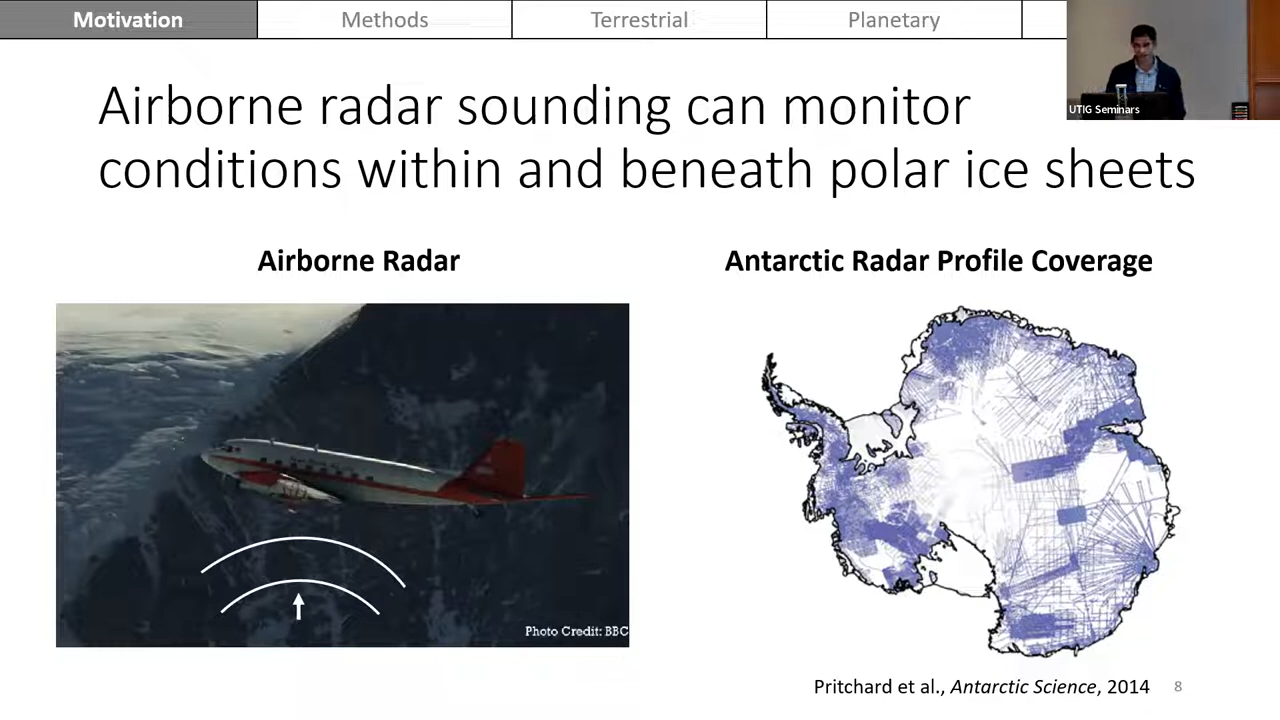 Motivation
Methods
Terrestrial
Planetary
UTIG Seminars
Airborne radar sounding can monitor
conditions within and beneath polar ice sheets
Airborne Radar
Antarctic Radar Profile Coverage
Photo Credit: BBC
Pritchard et al., Antarctic Science, 2014
8